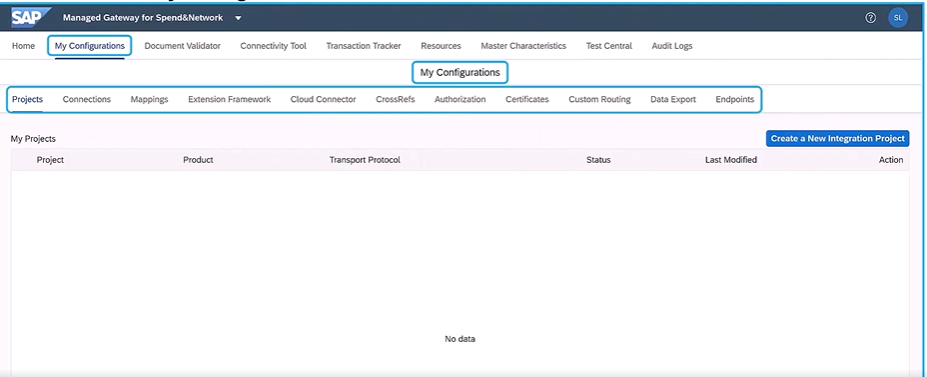 SAP Managed Gateway for Spend&Network SL
Home My Configurations Document Validator Connectivity Tool Transaction Tracker Resources Master Characteristics Test Central Audit Logs
My Configurations
Projects Connections Mappings Extension Framework Cloud Connector CrossRefs Authorization Certificates Custom Routing Data Export Endpoints
My Projects Create a New Integration Project
Project Product Transport Protocol Status Last Modified Action
No data